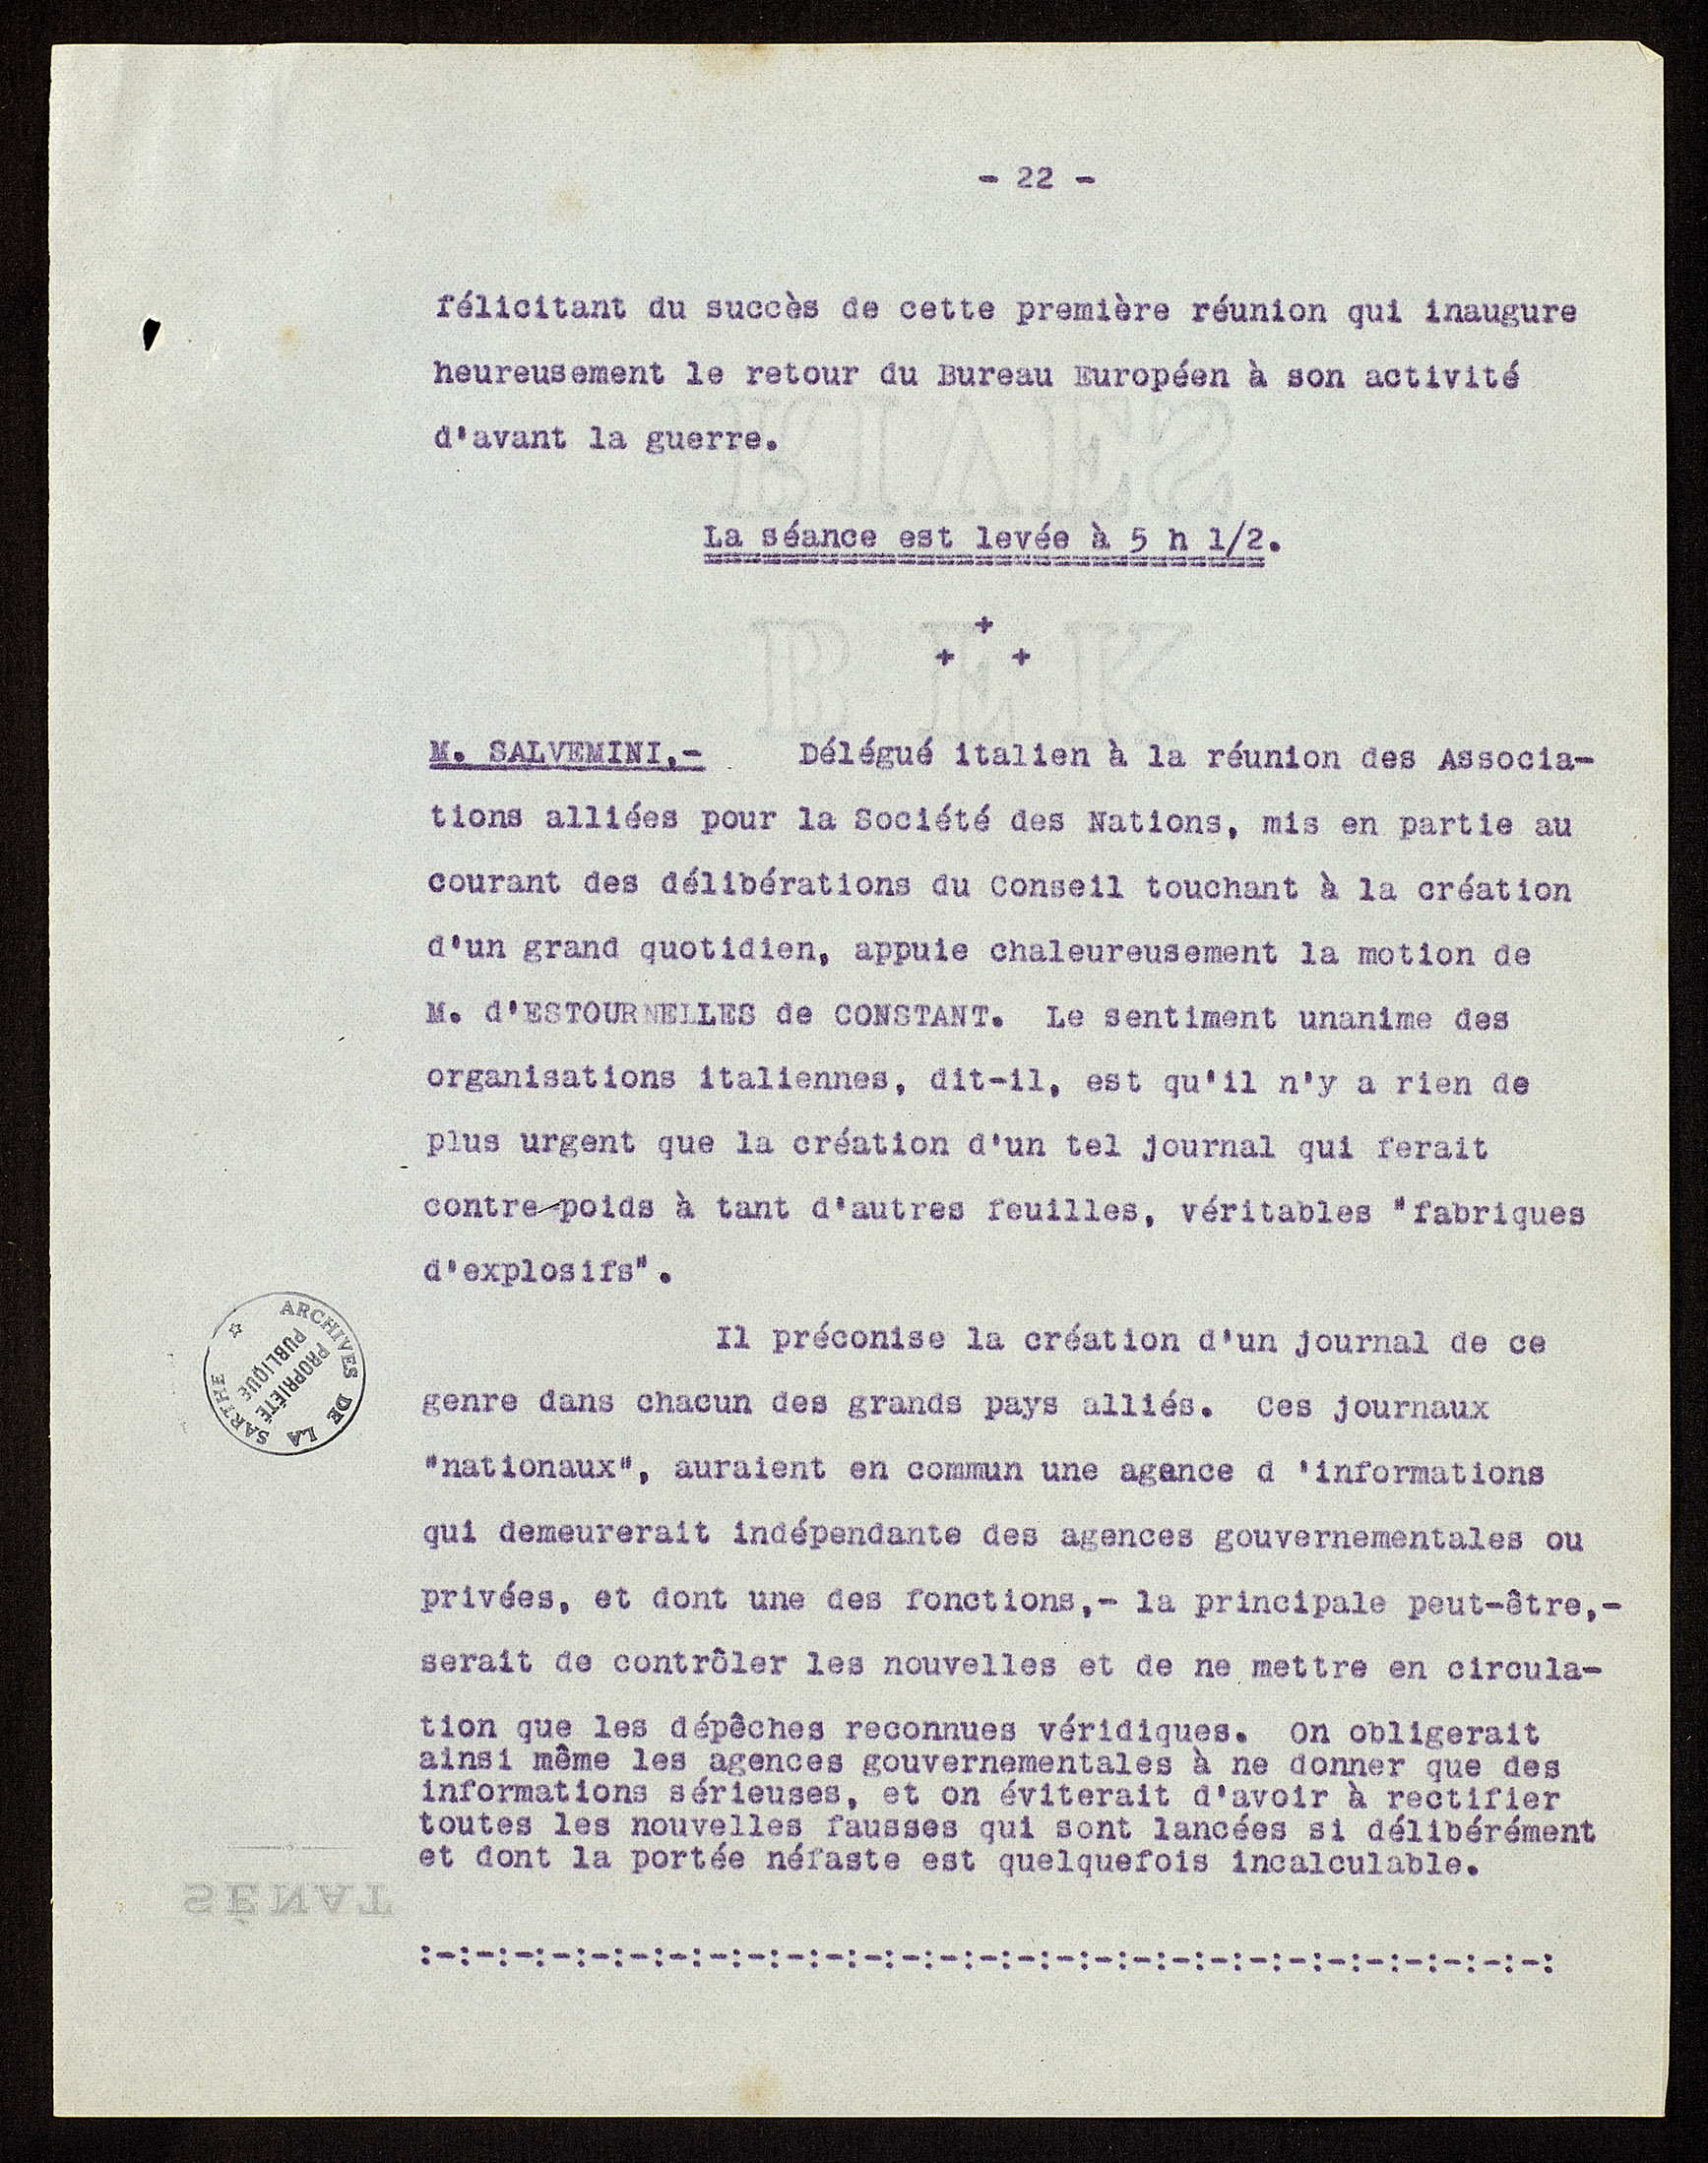 - 22 -
félicitant du succès de cette première réunion qui inaugure
heureusement le retour du Bureau Européen à son activité
d'avant la guerre.
La séance est levée à 5 h 1/2.
+
+ +
M. SALVEMINI.- Délégué italien à la réunion des Associa-
tions alliées pour la Société des Nations, mis en partie au
courant des délibérations du Conseil touchant à la création
d'un grand quotidien, appuie chaleureusement la motion de
M. d'ESTOURNELLES de CONSTANT. Le sentiment unanime des
organisations italiennes, dit-il, est qu'il n'y a rien de
plus urgent que la création d'un tel journal qui ferait
contre-poids à tant d'autres feuilles, véritables "fabriques
d'explosifs".
Il préconise la création d'un journal de ce
genre dans chacun des grands pays alliés. Ces journaux
"nationaux", auraient en commun une agence d 'informations
qui demeurerait indépendante des agences gouvernementales ou
privées, et dont une des fonctions,- la principale peut-être,-
serait de contrôler les nouvelles et de ne mettre en circula-
tion que les dépêches reconnues véridiques. On obligerait
ainsi même les agences gouvernementales à ne donner que des
informations sérieuses, et on éviterait d'avoir à rectifier
toutes les nouvelles fausses qui sont lancées si délibérément
et dont la portée néfaste est quelquefois incalculable.
:-:-:-:-:-:-:-:-:-:-:-:-:-:-:-:-:-:-:-:-:-:-:-:-:-:-:-:-:-:
ARCHIVES DE LA SARTHE
PROPRIÉTÉ
PUBLIQUE
SÉNAT